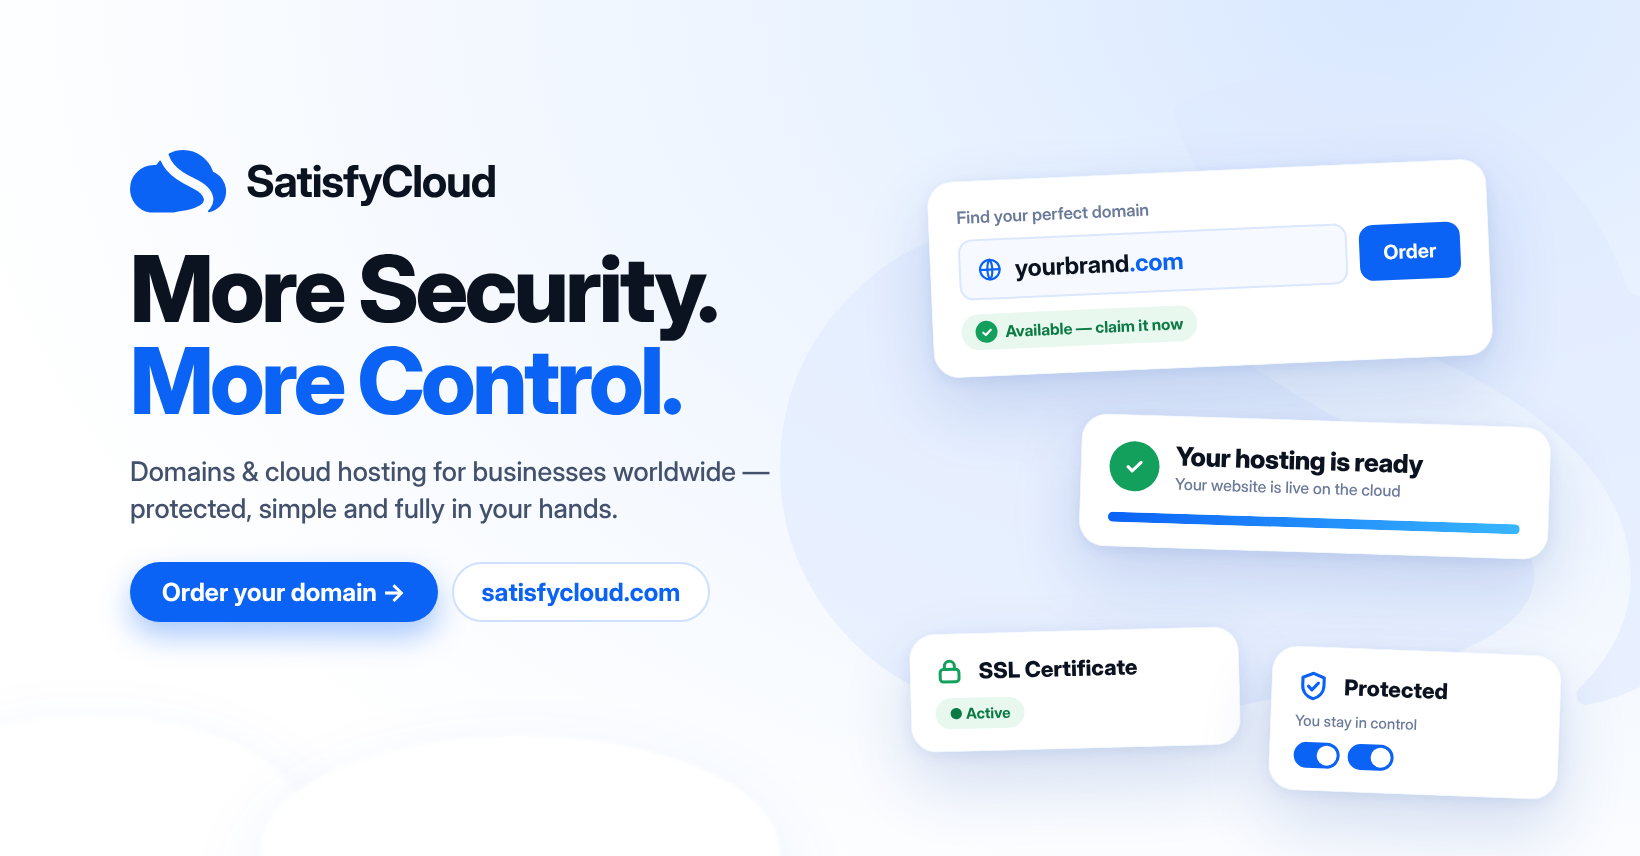 SatisfyCloud
More Security.
More Control.
Domains & cloud hosting for businesses worldwide —
protected, simple and fully in your hands.
Order your domain →
satisfycloud.com
Find your perfect domain
yourbrand.com
Order
Available — claim it now
Your hosting is ready
Your website is live on the cloud
SSL Certificate
Active
Protected
You stay in control